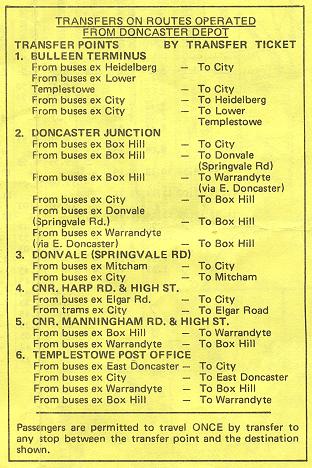 TRANSFERS ON ROUTES OPERATED
FROM DONCASTER DEPOT
TRANSFER POINTS BY TRANSFER TICKET
1. BULLEEN TERMINUS
From buses ex Heidelberg — To City
From buses ex Lower
Templestowe — To City
From buses ex City — To Heidelberg
From buses ex City — To Lower
Templestowe
2. DONCASTER JUNCTION
From buses ex Box Hill — To City
From buses ex Box Hill — To Donvale
(Springvale Rd)
From buses ex Box Hill — To Warrandyte
(via E. Doncaster)
From buses ex City — To Box Hill
From buses ex Donvale
(Springvale Rd.) — To Box Hill
From buses ex Warrandyte
(via E. Doncaster) — To Box Hill
3. DONVALE (SPRINGVALE RD)
From buses ex Mitcham — To City
From buses ex City — To Mitcham
4. CNR. HARP RD. & HIGH ST.
From buses ex Elgar Rd. — To City
From trams ex City — To Elgar Road
5. CNR. MANNINGHAM RD. & HIGH ST.
From buses ex Box Hill — To Warrandyte
From buses ex Warrandyte — To Box Hill
6. TEMPLESTOWE POST OFFICE
From buses ex East Doncaster — To City
From buses ex City — To East Doncaster
From buses ex Warrandyte — To Box Hill
From buses ex Box Hill — To Warrandyte
Passengers are permitted to travel ONCE by transfer to
any stop between the transfer point and the destination
shown.